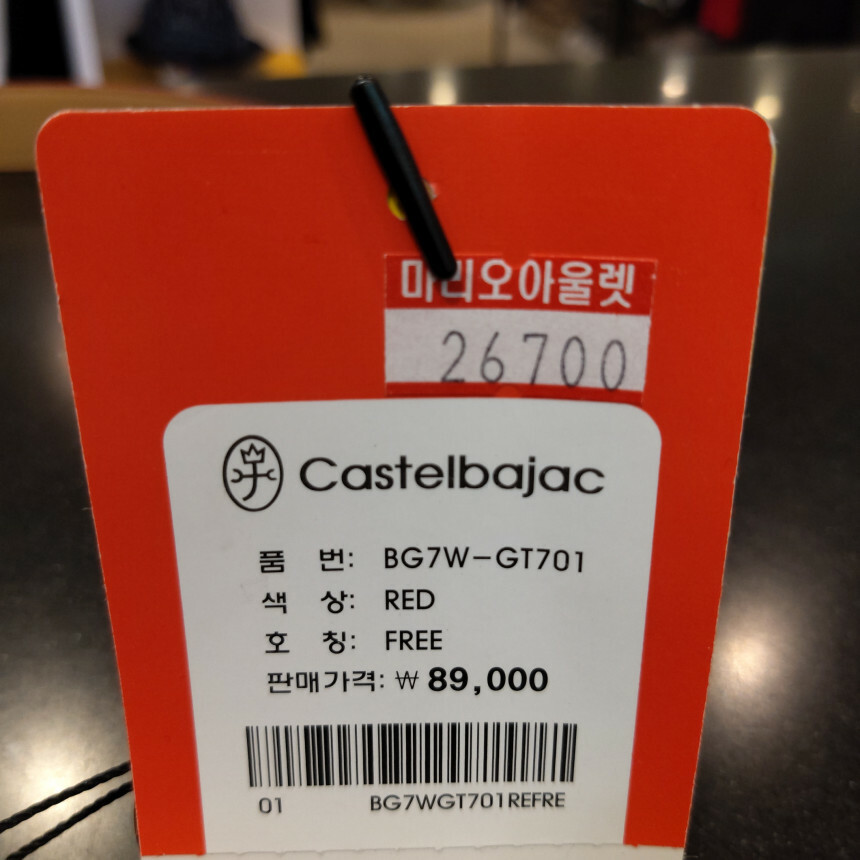 마리오아울렛
26700
Castelbajac
품 번: BG7W-GT701
색 상: RED
호 칭: FREE
판매가격: ₩ 89,000
01 BG7WGT701REFRE